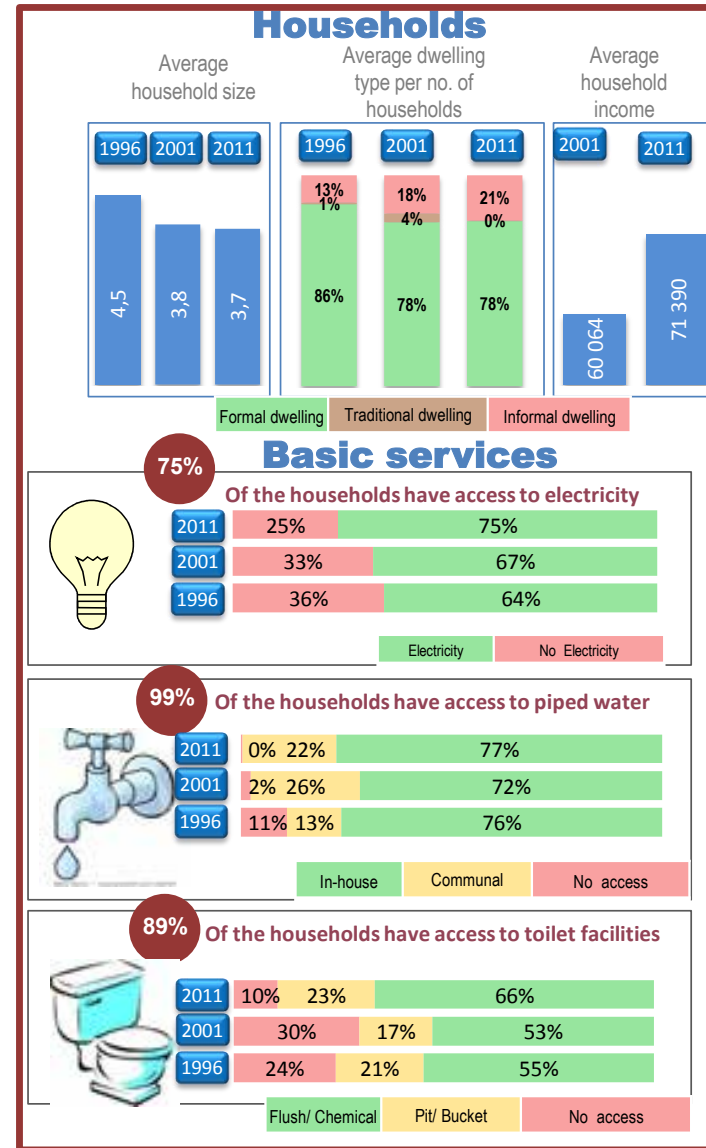 Households
Average
household size
Average dwelling
type per no. of
households
Average
household
income
1996 2001 2011
4,5 3,8 3,7
1996 2001 2011
13% 18% 21%
1% 4% 0%
86% 78% 78%
2001 2011
60 064 71 390
Formal dwelling Traditional dwelling Informal dwelling
Basic services
75%
Of the households have access to electricity
2011 25% 75%
2001 33% 67%
1996 36% 64%
Electricity No Electricity
99%
Of the households have access to piped water
2011 0% 22% 77%
2001 2% 26% 72%
1996 11% 13% 76%
In-house Communal No access
89%
Of the households have access to toilet facilities
2011 10% 23% 66%
2001 30% 17% 53%
1996 24% 21% 55%
Flush/ Chemical Pit/ Bucket No access